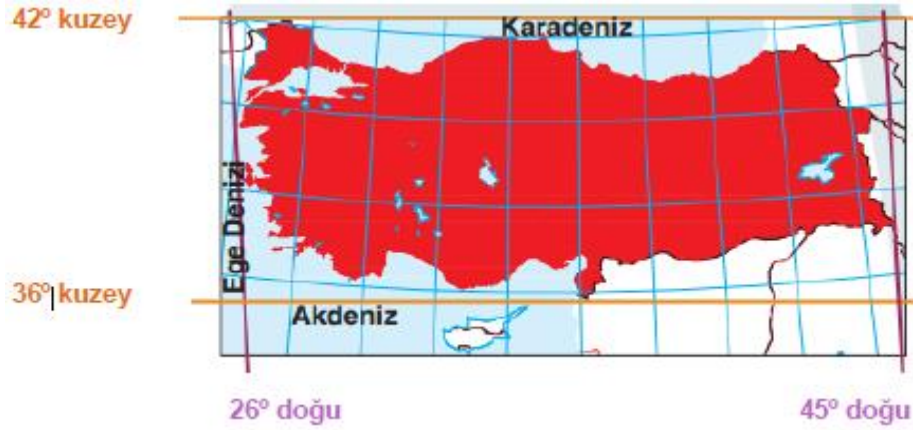 42º kuzey
Karadeniz
Ege Denizi
36º kuzey
Akdeniz
26º doğu
45º doğu